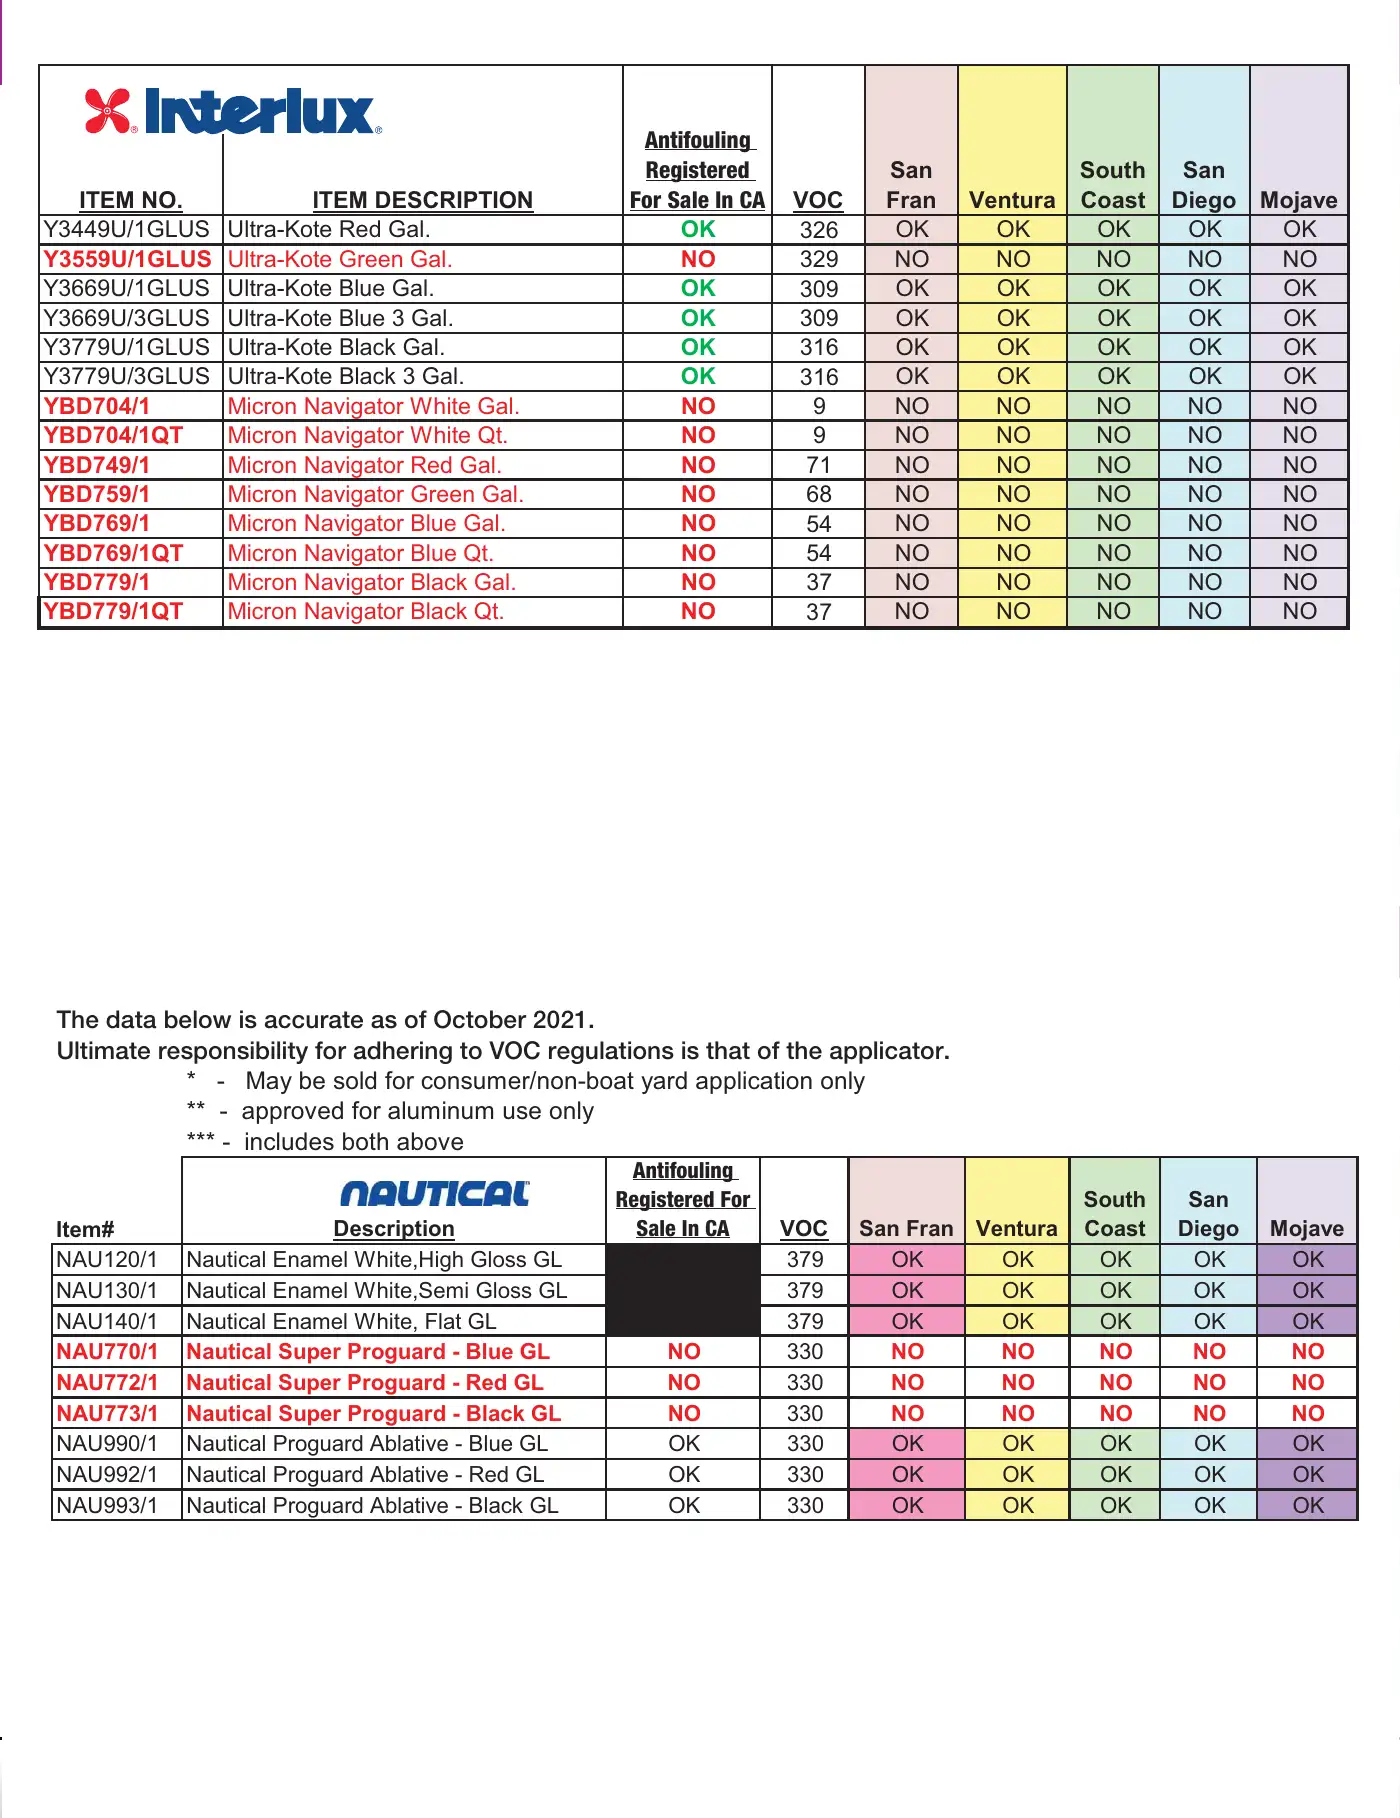 Interlux®
Antifouling
Registered
For Sale In CA
ITEM NO. ITEM DESCRIPTION VOC San Fran Ventura South Coast San Diego Mojave
Y3449U/1GLUS Ultra-Kote Red Gal. OK 326 OK OK OK OK OK
Y3559U/1GLUS Ultra-Kote Green Gal. NO 329 NO NO NO NO NO
Y3669U/1GLUS Ultra-Kote Blue Gal. OK 309 OK OK OK OK OK
Y3669U/3GLUS Ultra-Kote Blue 3 Gal. OK 309 OK OK OK OK OK
Y3779U/1GLUS Ultra-Kote Black Gal. OK 316 OK OK OK OK OK
Y3779U/3GLUS Ultra-Kote Black 3 Gal. OK 316 OK OK OK OK OK
YBD704/1 Micron Navigator White Gal. NO 9 NO NO NO NO NO
YBD704/1QT Micron Navigator White Qt. NO 9 NO NO NO NO NO
YBD749/1 Micron Navigator Red Gal. NO 71 NO NO NO NO NO
YBD759/1 Micron Navigator Green Gal. NO 68 NO NO NO NO NO
YBD769/1 Micron Navigator Blue Gal. NO 54 NO NO NO NO NO
YBD769/1QT Micron Navigator Blue Qt. NO 54 NO NO NO NO NO
YBD779/1 Micron Navigator Black Gal. NO 37 NO NO NO NO NO
YBD779/1QT Micron Navigator Black Qt. NO 37 NO NO NO NO NO
The data below is accurate as of October 2021.
Ultimate responsibility for adhering to VOC regulations is that of the applicator.
* - May be sold for consumer/non-boat yard application only
** - approved for aluminum use only
*** - includes both above
NAUTICAL™
Antifouling
Registered For
Sale In CA
Item# Description VOC San Fran Ventura South Coast San Diego Mojave
NAU120/1 Nautical Enamel White,High Gloss GL 379 OK OK OK OK OK
NAU130/1 Nautical Enamel White,Semi Gloss GL 379 OK OK OK OK OK
NAU140/1 Nautical Enamel White, Flat GL 379 OK OK OK OK OK
NAU770/1 Nautical Super Proguard - Blue GL NO 330 NO NO NO NO NO
NAU772/1 Nautical Super Proguard - Red GL NO 330 NO NO NO NO NO
NAU773/1 Nautical Super Proguard - Black GL NO 330 NO NO NO NO NO
NAU990/1 Nautical Proguard Ablative - Blue GL OK 330 OK OK OK OK OK
NAU992/1 Nautical Proguard Ablative - Red GL OK 330 OK OK OK OK OK
NAU993/1 Nautical Proguard Ablative - Black GL OK 330 OK OK OK OK OK